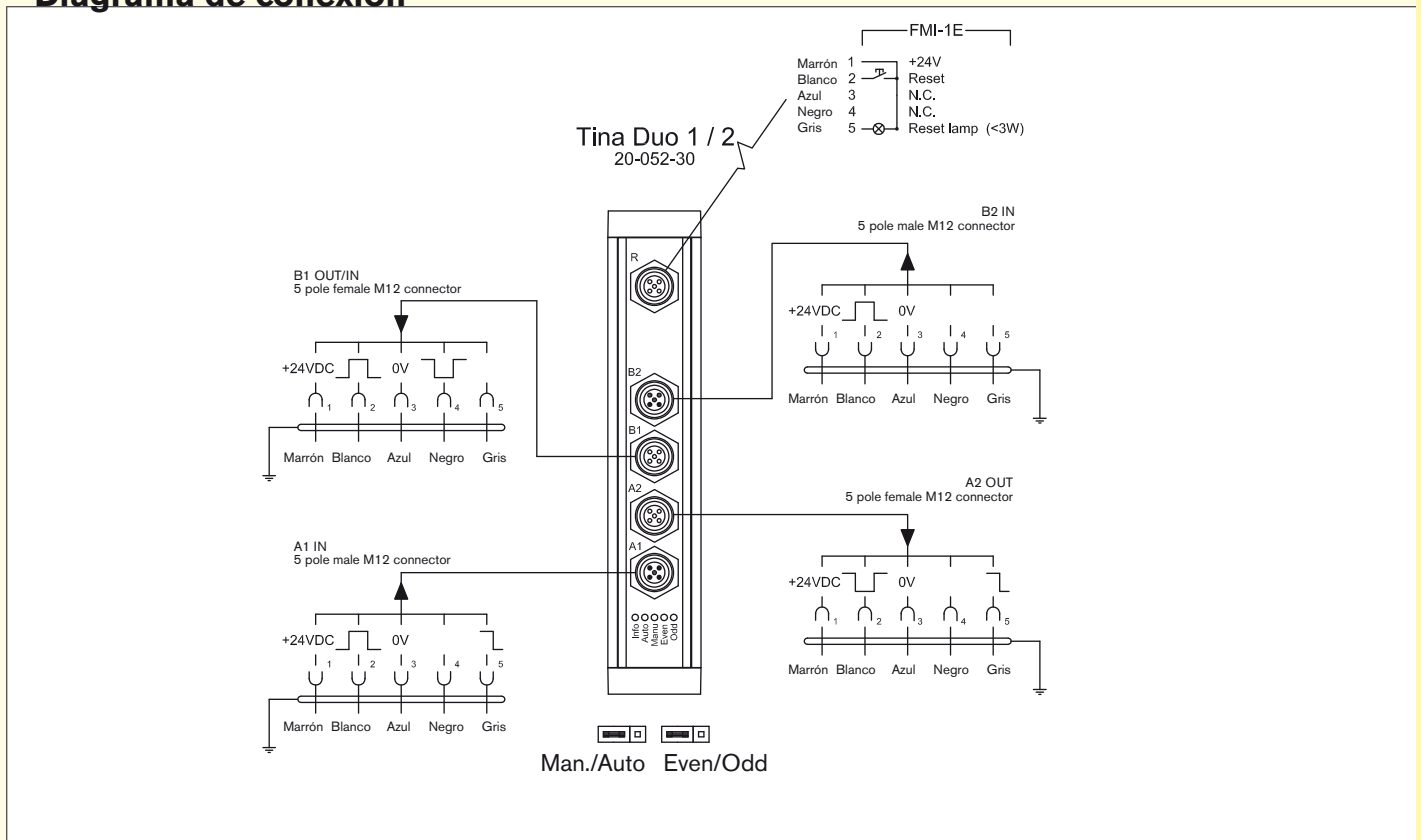 Diagrama de conexión
FMI-1E
Marrón 1 +24V
Blanco 2 Reset
Azul 3 N.C.
Negro 4 N.C.
Gris 5 Reset lamp (<3W)
Tina Duo 1 / 2
20-052-30
B2 IN
5 pole male M12 connector
+24VDC 0V
1 2 3 4 5
Marrón Blanco Azul Negro Gris
B1 OUT/IN
5 pole female M12 connector
+24VDC 0V
1 2 3 4 5
Marrón Blanco Azul Negro Gris
R
B2
B1
A2
A1
Info
Auto
Manu
Even
Odd
A2 OUT
5 pole female M12 connector
+24VDC 0V
1 2 3 4 5
Marrón Blanco Azul Negro Gris
A1 IN
5 pole male M12 connector
+24VDC 0V
1 2 3 4 5
Marrón Blanco Azul Negro Gris
Man./Auto Even/Odd